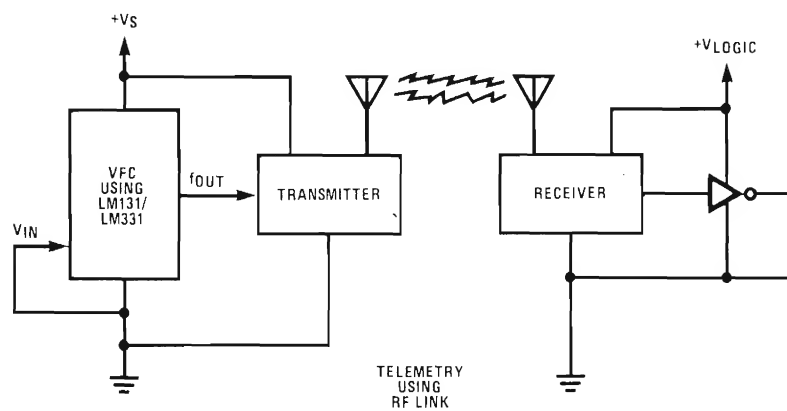 +VS
+VLOGIC
VFC
USING
LM131/
LM331
fOUT
TRANSMITTER
RECEIVER
VIN
TELEMETRY
USING
RF LINK